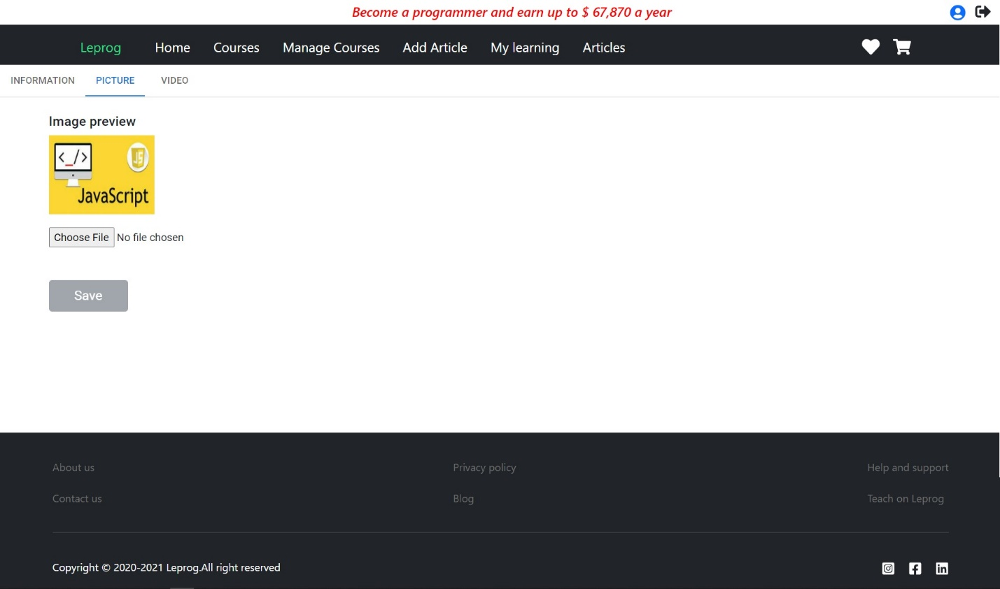 Become a programmer and earn up to $ 67,870 a year
Leprog Home Courses Manage Courses Add Article My learning Articles
INFORMATION PICTURE VIDEO
Image preview
<_/>
JS
JavaScript
Choose File No file chosen
Save
About us Privacy policy Help and support
Contact us Blog Teach on Leprog
Copyright © 2020-2021 Leprog.All right reserved
in